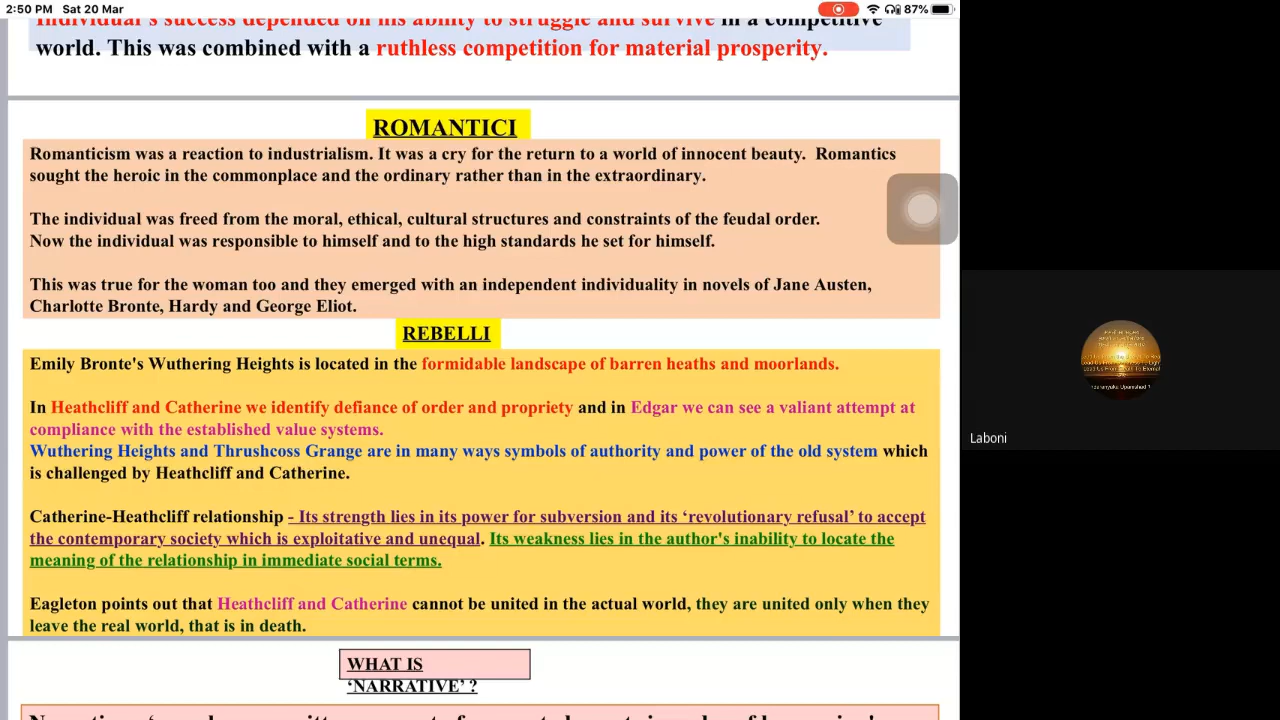 2:50 PM Sat 20 Mar
87%
Individual's success depended on his ability to struggle and survive in a competitive
world. This was combined with a ruthless competition for material prosperity.
ROMANTICI
Romanticism was a reaction to industrialism. It was a cry for the return to a world of innocent beauty. Romantics
sought the heroic in the commonplace and the ordinary rather than in the extraordinary.
The individual was freed from the moral, ethical, cultural structures and constraints of the feudal order.
Now the individual was responsible to himself and to the high standards he set for himself.
This was true for the woman too and they emerged with an independent individuality in novels of Jane Austen,
Charlotte Bronte, Hardy and George Eliot.
REBELLI
Emily Bronte's Wuthering Heights is located in the formidable landscape of barren heaths and moorlands.
In Heathcliff and Catherine we identify defiance of order and propriety and in Edgar we can see a valiant attempt at
compliance with the established value systems.
Wuthering Heights and Thrushcoss Grange are in many ways symbols of authority and power of the old system which
is challenged by Heathcliff and Catherine.
Catherine-Heathcliff relationship - Its strength lies in its power for subversion and its ‘revolutionary refusal’ to accept
the contemporary society which is exploitative and unequal. Its weakness lies in the author's inability to locate the
meaning of the relationship in immediate social terms.
Eagleton points out that Heathcliff and Catherine cannot be united in the actual world, they are united only when they
leave the real world, that is in death.
WHAT IS
‘NARRATIVE’ ?
Laboni